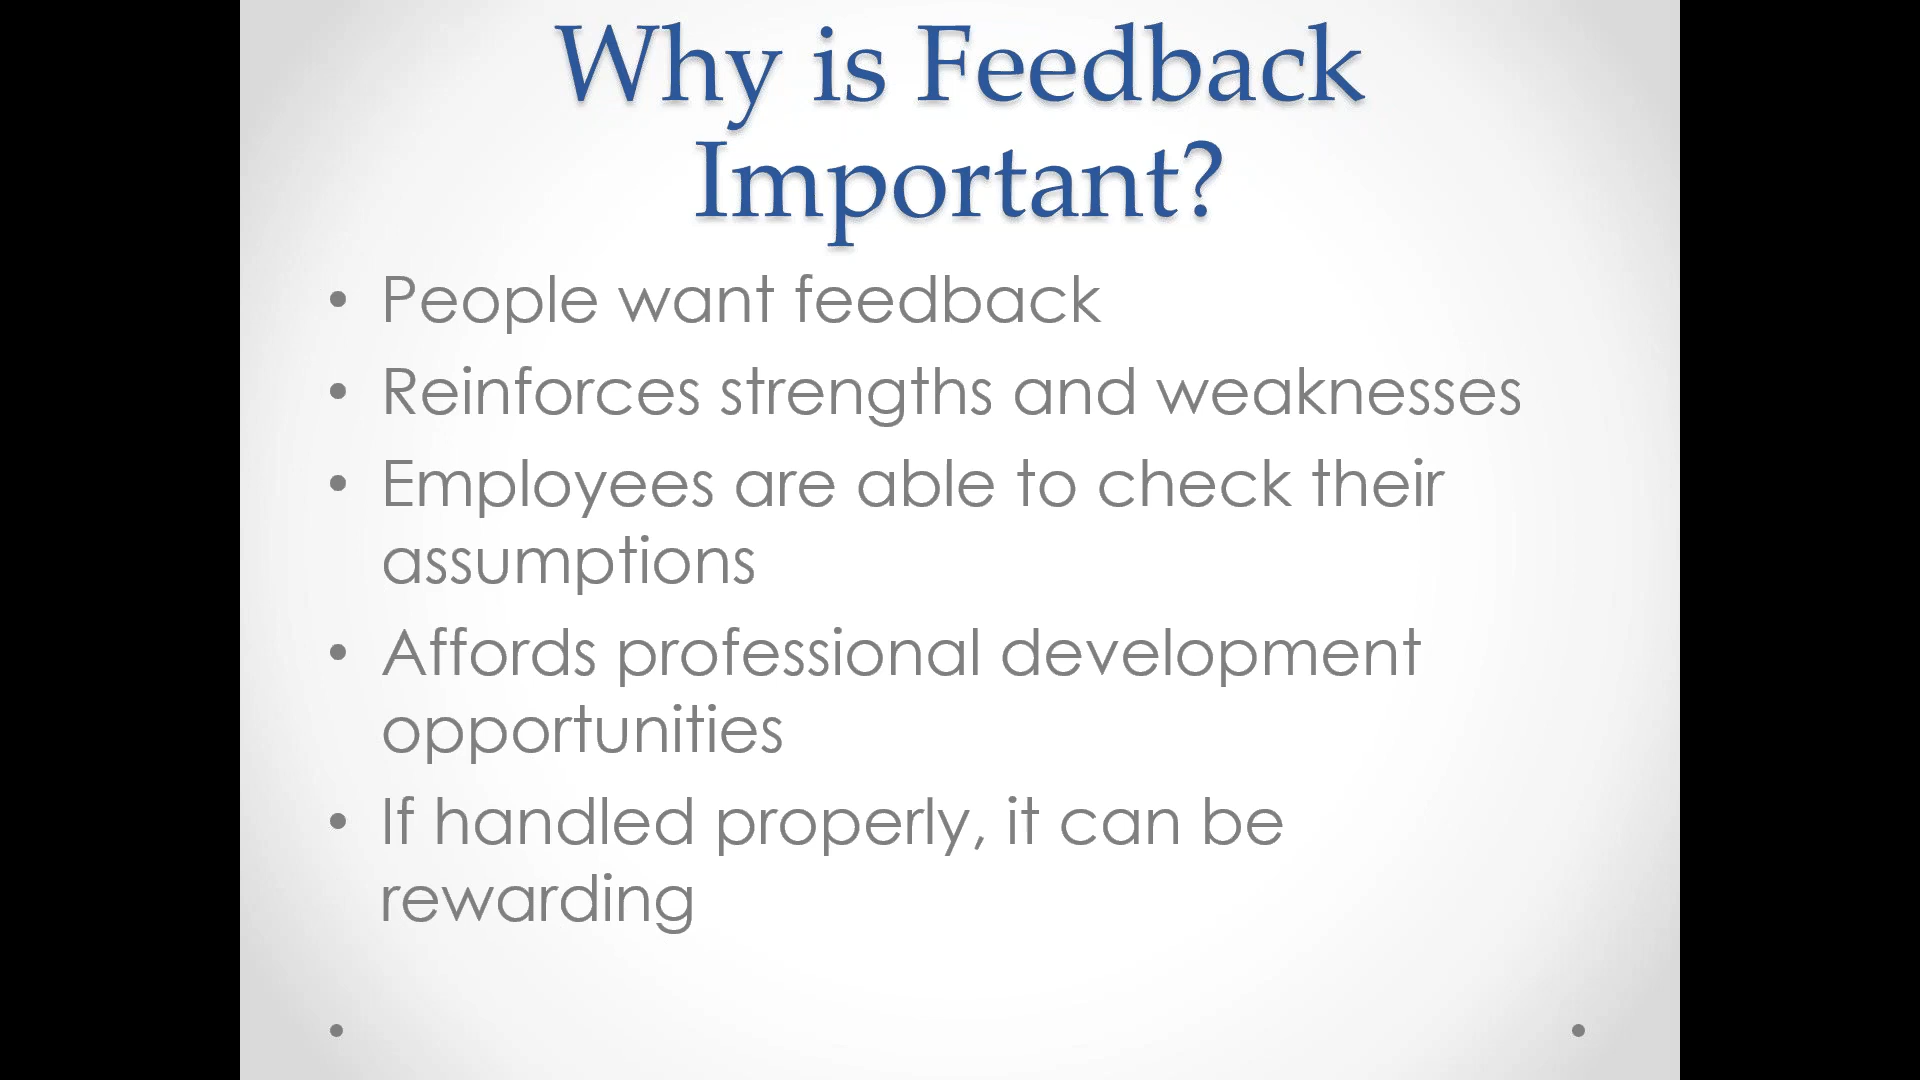 Why is Feedback
Important?
• People want feedback
• Reinforces strengths and weaknesses
• Employees are able to check their
assumptions
• Affords professional development
opportunities
• If handled properly, it can be
rewarding